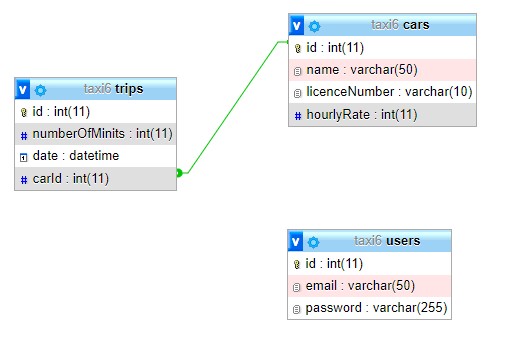 taxi6 trips
id : int(11)
numberOfMinits : int(11)
date : datetime
carId : int(11)
taxi6 cars
id : int(11)
name : varchar(50)
licenceNumber : varchar(10)
hourlyRate : int(11)
taxi6 users
id : int(11)
email : varchar(50)
password : varchar(255)